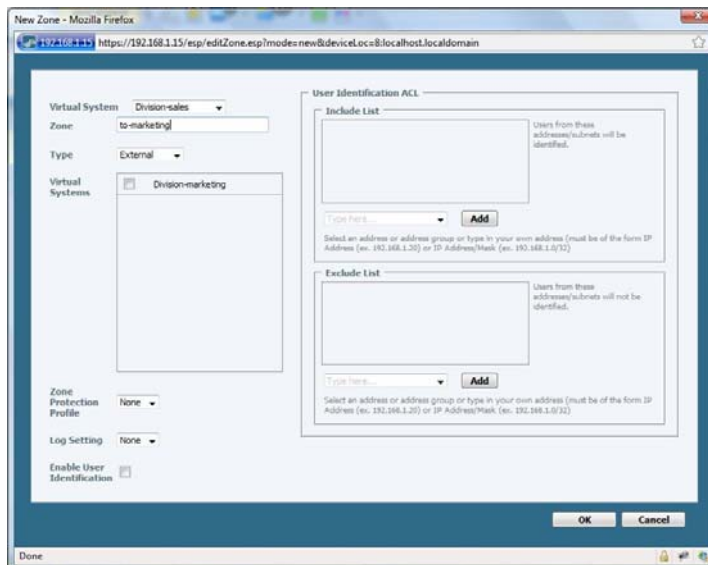 New Zone - Mozilla Firefox
192.168.1.15 https://192.168.1.15/esp/editZone.esp?mode=new&deviceLoc=8:localhost.localdomain
Virtual System Division-sales
Zone to-marketing
Type External
Virtual Systems
Division-marketing
Zone Protection Profile None
Log Setting None
Enable User Identification
User Identification ACL
Include List
Users from these
addresses/subnets will be
identified.
Type here...
Add
Select an address or address group or type in your own address (must be of the form IP
Address (ex. 192.168.1.20) or IP Address/Mask (ex. 192.168.1.0/32)
Exclude List
Users from these
addresses/subnets will not be
identified.
Type here...
Add
Select an address or address group or type in your own address (must be of the form IP
Address (ex. 192.168.1.20) or IP Address/Mask (ex. 192.168.1.0/32)
OK
Cancel
Done